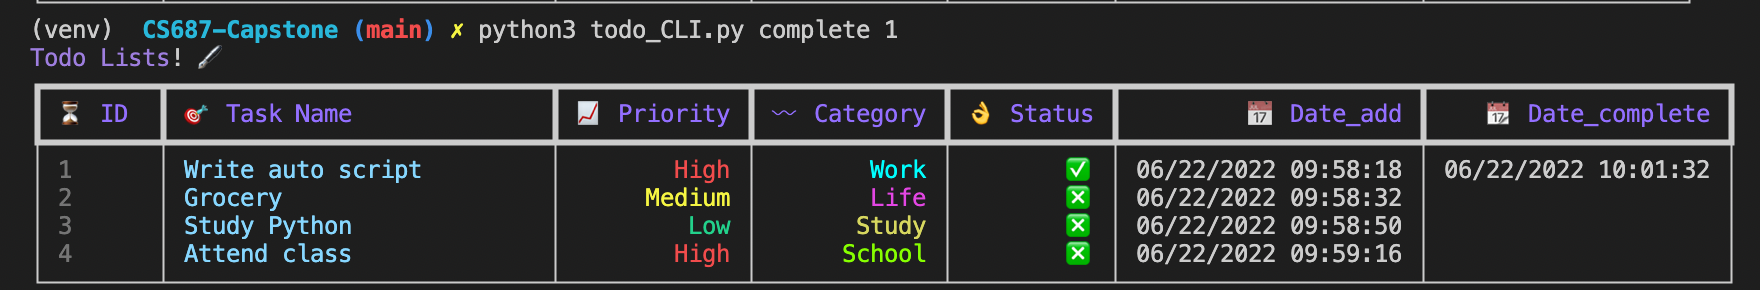 (venv) CS687-Capstone (main) ✗ python3 todo_CLI.py complete 1
Todo Lists! 🖌️
⏳ ID 🎯 Task Name 📈 Priority 〰 Category 👌 Status 📅 Date_add 📆 Date_complete
1 Write auto script High Work ✅ 06/22/2022 09:58:18 06/22/2022 10:01:32
2 Grocery Medium Life ❎ 06/22/2022 09:58:32
3 Study Python Low Study ❎ 06/22/2022 09:58:50
4 Attend class High School ❎ 06/22/2022 09:59:16